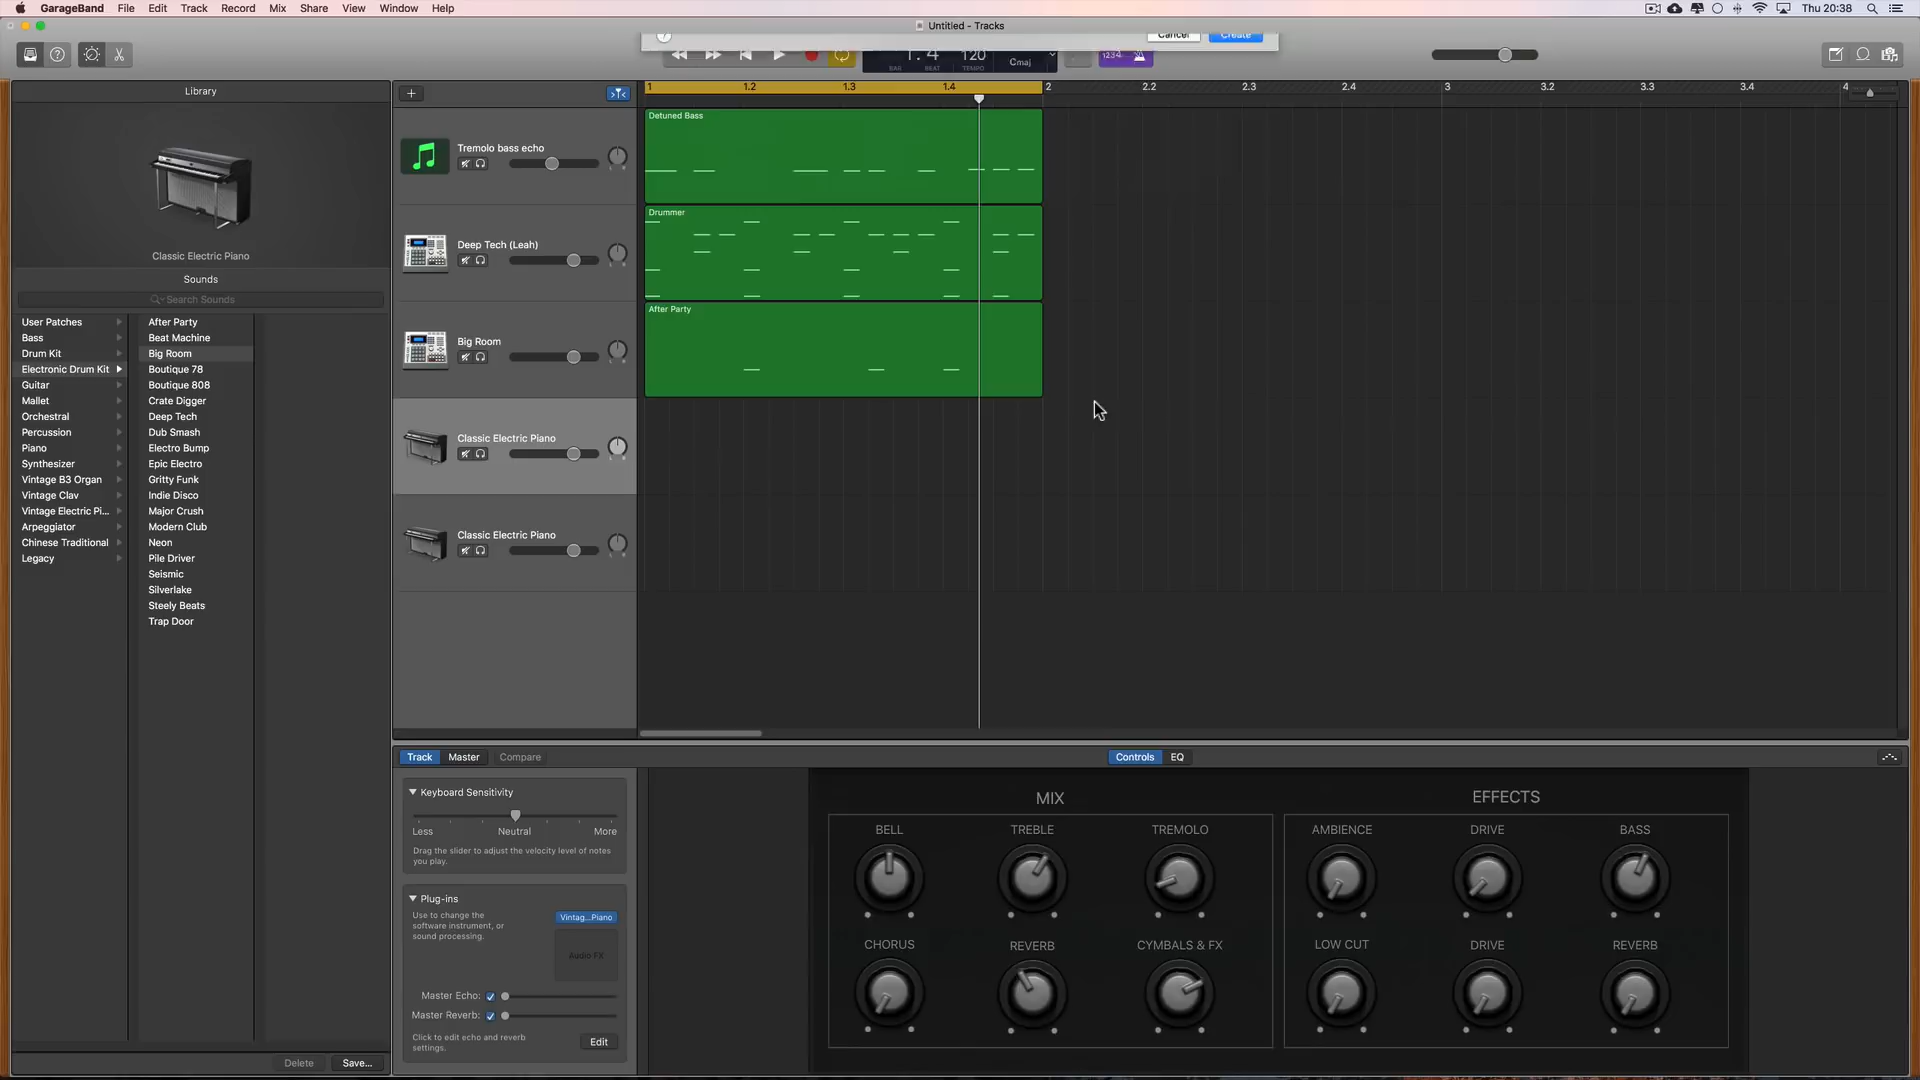 GarageBand File Edit Track Record Mix Share View Window Help
Thu 20:38
Untitled - Tracks
Cancel Create
1. 4 120
BAR BEAT TEMPO Cmaj
1234
Library
1 1.2 1.3 1.4 2 2.2 2.3 2.4 3 3.2 3.3 3.4 4
Classic Electric Piano
Sounds
Search Sounds
User Patches
Bass
Drum Kit
Electronic Drum Kit
Guitar
Mallet
Orchestral
Percussion
Piano
Synthesizer
Vintage B3 Organ
Vintage Clav
Vintage Electric Pi...
Arpeggiator
Chinese Traditional
Legacy
After Party
Beat Machine
Big Room
Boutique 78
Boutique 808
Crate Digger
Deep Tech
Dub Smash
Electro Bump
Epic Electro
Gritty Funk
Indie Disco
Major Crush
Modern Club
Neon
Pile Driver
Seismic
Silverlake
Steely Beats
Trap Door
Delete Save...
Tremolo bass echo
Deep Tech (Leah)
Big Room
Classic Electric Piano
Classic Electric Piano
Detuned Bass
Drummer
After Party
Track Master Compare
Controls EQ
Keyboard Sensitivity
Less Neutral More
Drag the slider to adjust the velocity level of notes
you play.
Plug-ins
Use to change the
software instrument, or
sound processing.
Vintag...Piano
Audio FX
Master Echo:
Master Reverb:
Click to edit echo and reverb
settings.
Edit
MIX
BELL TREBLE TREMOLO
CHORUS REVERB CYMBALS & FX
EFFECTS
AMBIENCE DRIVE BASS
LOW CUT DRIVE REVERB